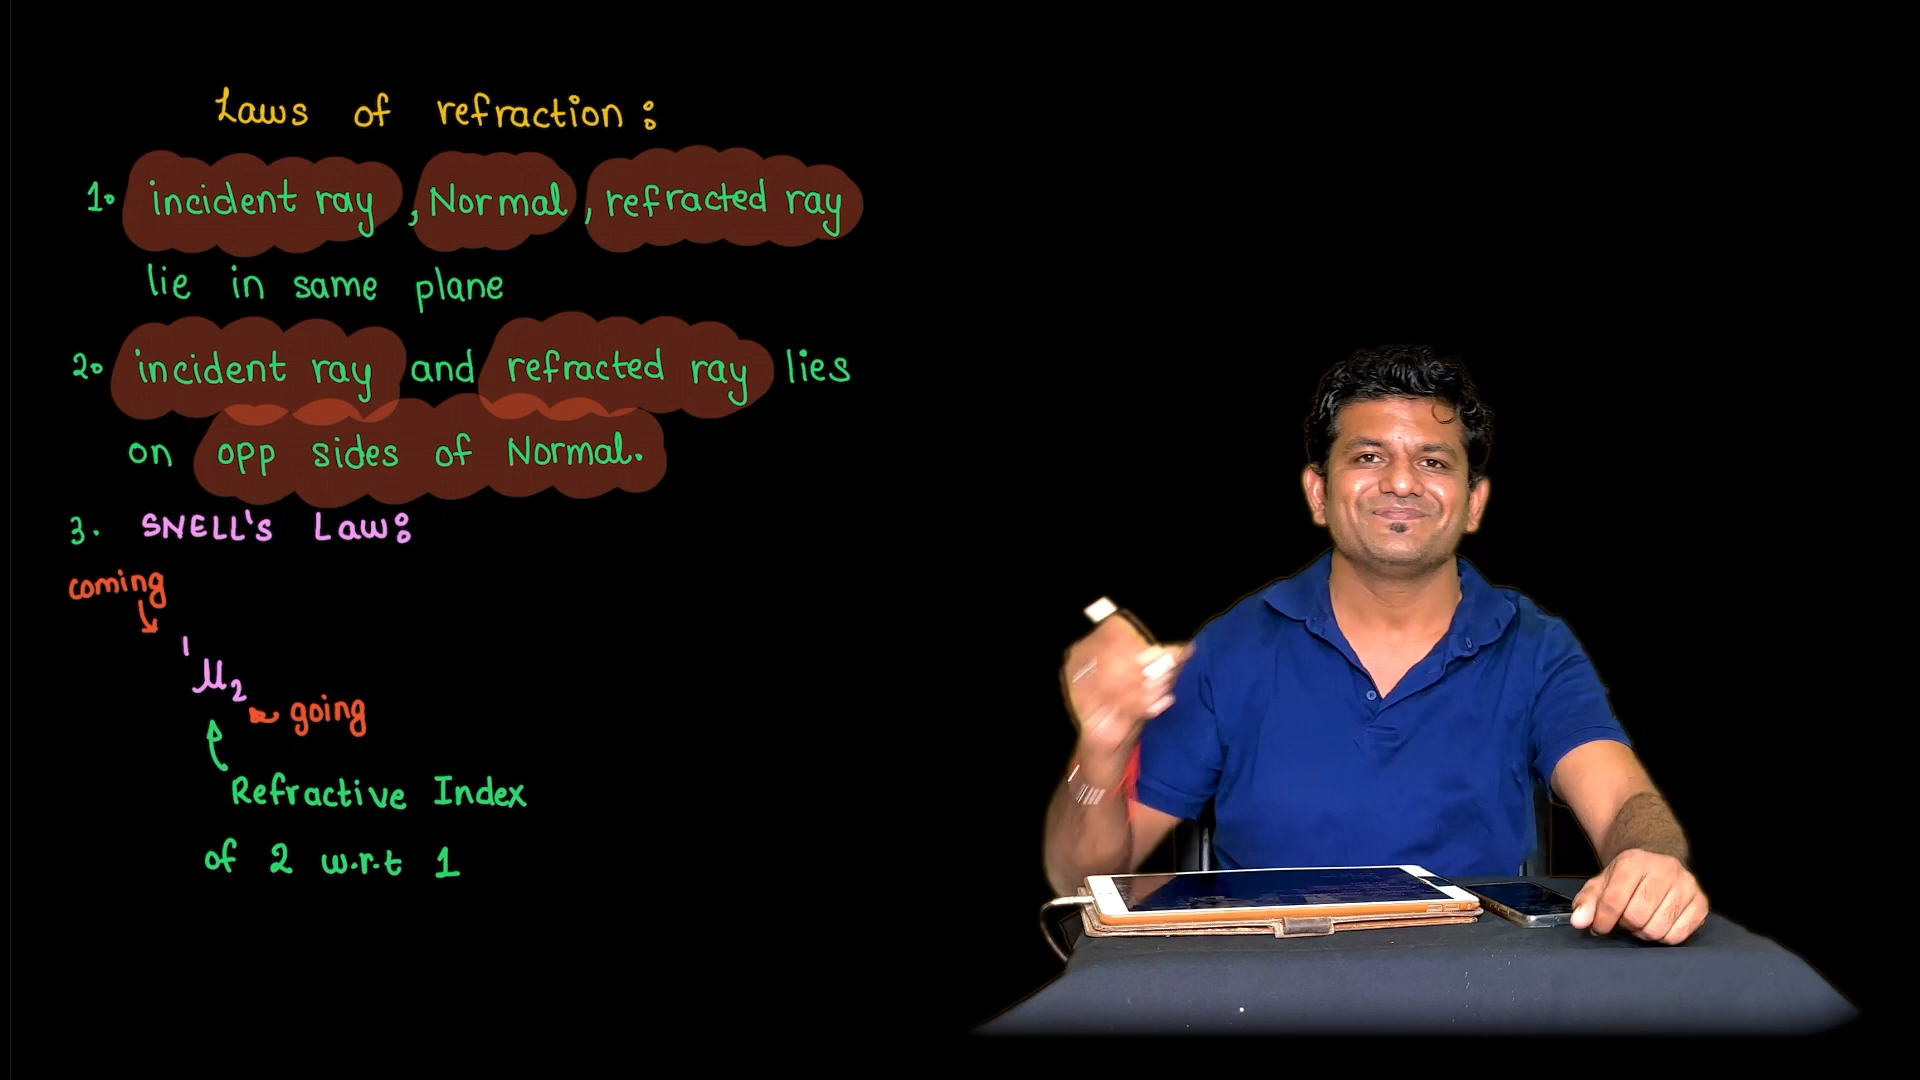 Laws of refraction:
1. incident ray, Normal, refracted ray
lie in same plane
2. incident ray and refracted ray lies
on opp sides of Normal.
3. SNELL's Law:
coming
¹μ₂
going
Refractive Index
of 2 w.r.t 1